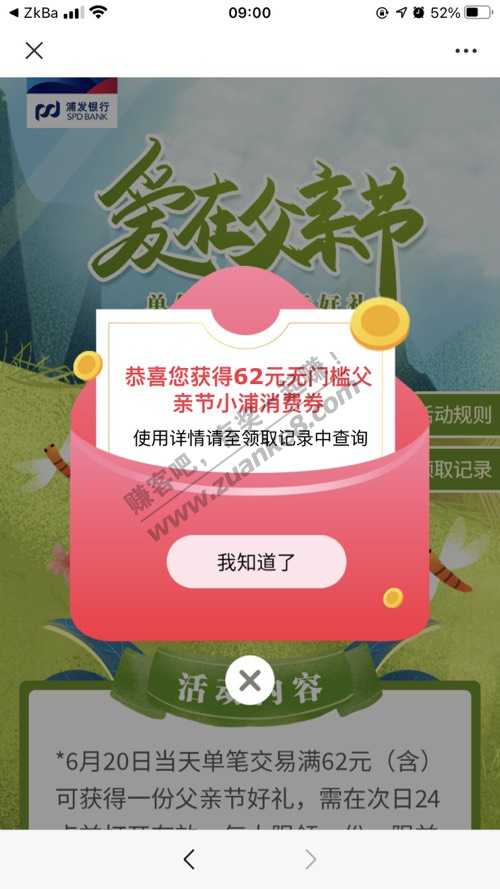 ZkBa
09:00
52%
浦发银行
SPD BANK
爱在父亲节
恭喜您获得62元无门槛父
亲节小浦消费券
使用详情请至领取记录中查询
活动规则
领取记录
赚客吧,有奖一起赚!
www.zuanke8.com
我知道了
活动内容
*6月20日当天单笔交易满62元（含）
可获得一份父亲节好礼，需在次日24